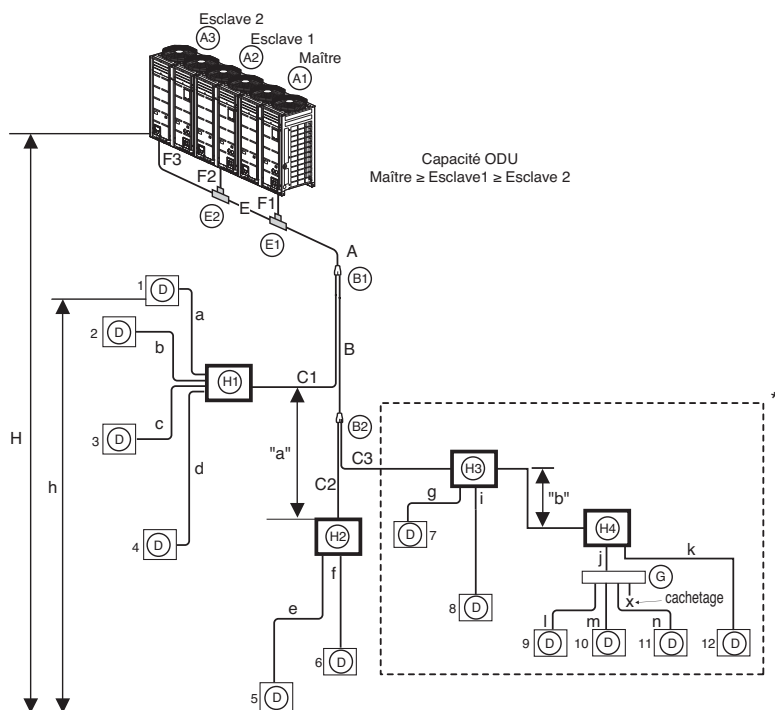 Esclave 2
A3
Esclave 1
A2
Maître
A1
Capacité ODU
Maître ≥ Esclave1 ≥ Esclave 2
F3
F2
E
F1
E2
E1
A
B1
1 D
a
2 D
b
B
H1
C1
3 D
c
d
H
h
"a"
B2
*
C3
H3
"b"
C2
g
i
D 7
H4
4 D
H2
j
k
G
f
x
cachetage
e
8 D
l
m
n
9 D
10 D
11 D
12 D
6 D
5 D